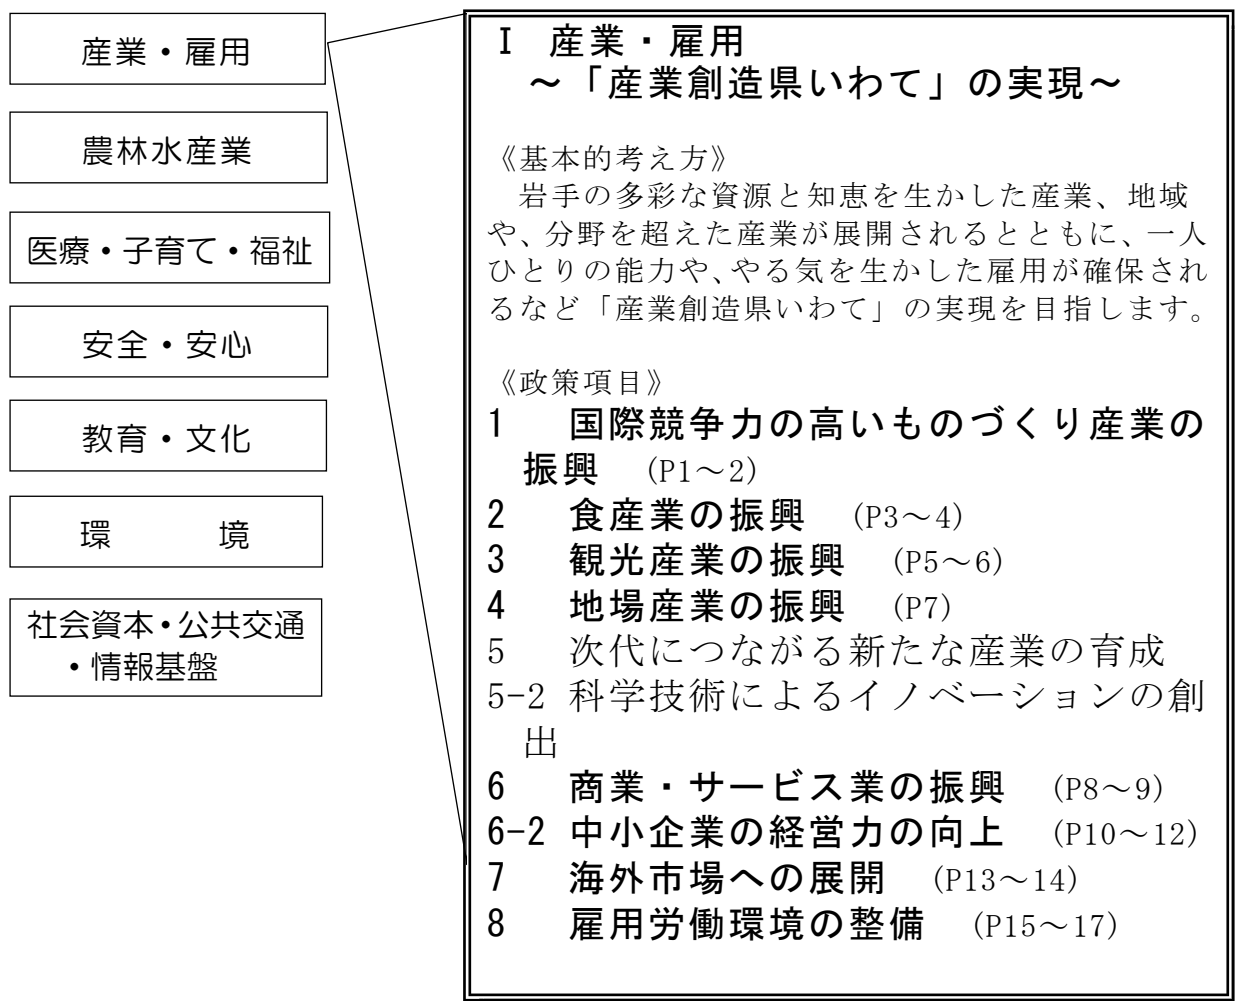 産業・雇用
農林水産業
医療・子育て・福祉
安全・安心
教育・文化
環　　　境
社会資本・公共交通
・情報基盤
Ⅰ　産業・雇用
～「産業創造県いわて」の実現～
《基本的考え方》
岩手の多彩な資源と知恵を生かした産業、地域
や、分野を超えた産業が展開されるとともに、一人
ひとりの能力や、やる気を生かした雇用が確保され
るなど「産業創造県いわて」の実現を目指します。
《政策項目》
1　国際競争力の高いものづくり産業の
振興　(P1～2)
2　食産業の振興　(P3～4)
3　観光産業の振興　(P5～6)
4　地場産業の振興　(P7)
5　次代につながる新たな産業の育成
5-2 科学技術によるイノベーションの創
出
6　商業・サービス業の振興　(P8～9)
6-2 中小企業の経営力の向上　(P10～12)
7　海外市場への展開　(P13～14)
8　雇用労働環境の整備　(P15～17)